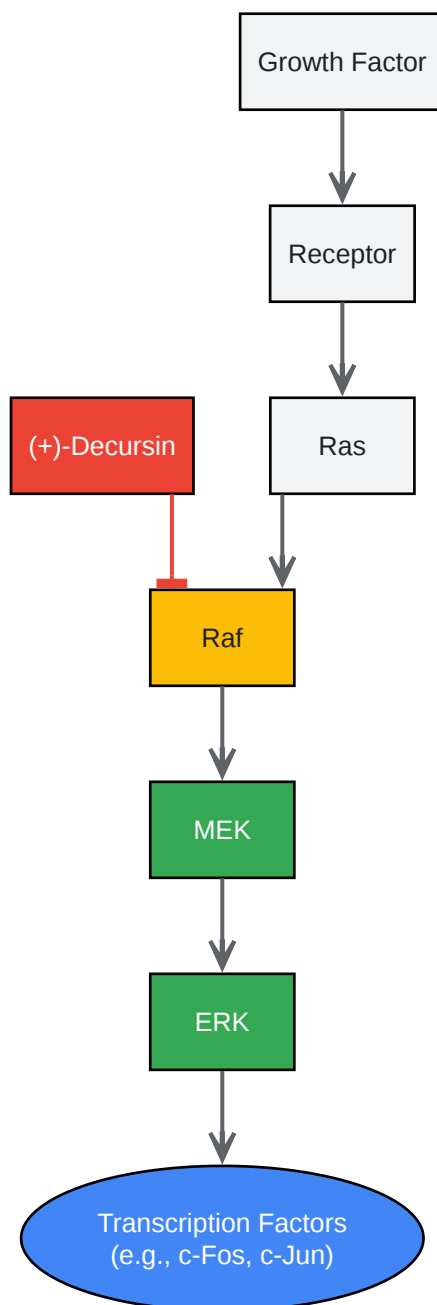 Growth Factor
Receptor
(+)-Decursin
Ras
Raf
MEK
ERK
Transcription Factors
(e.g., c-Fos, c-Jun)